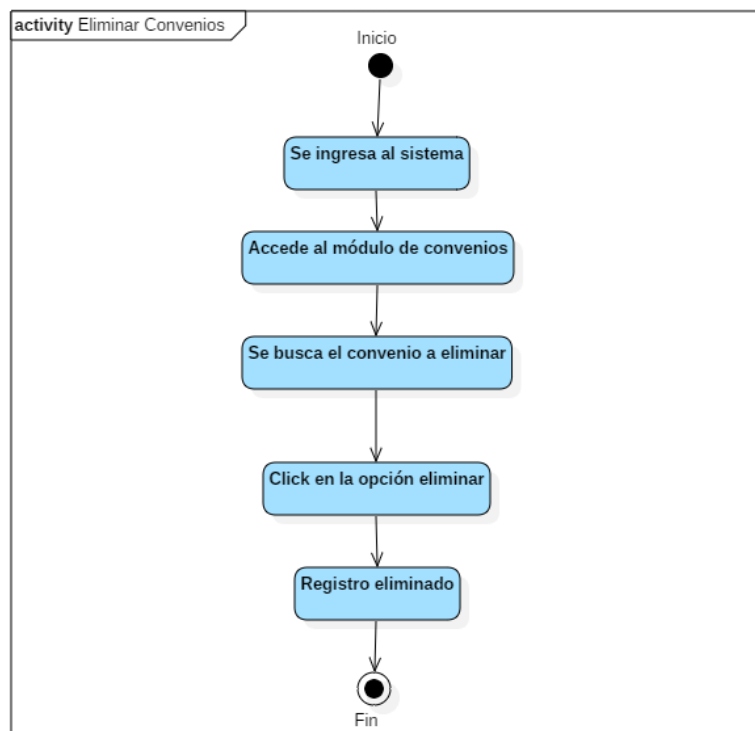 activity Eliminar Convenios
Inicio
Se ingresa al sistema
Accede al módulo de convenios
Se busca el convenio a eliminar
Click en la opción eliminar
Registro eliminado
Fin